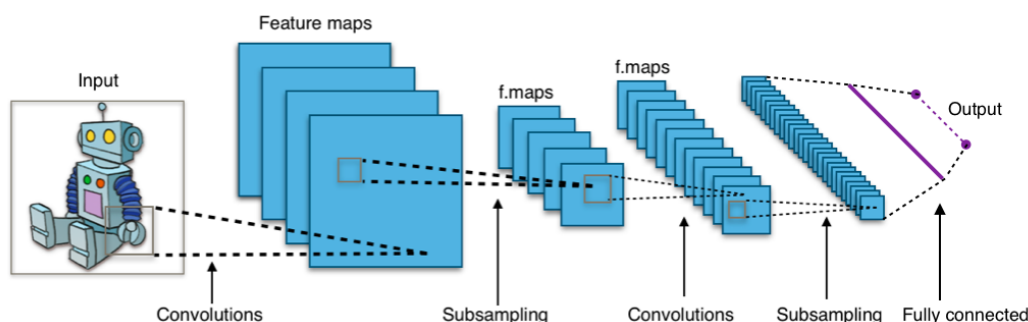 Feature maps
Input
f.maps
f.maps
Output
Convolutions
Subsampling
Convolutions
Subsampling
Fully connected